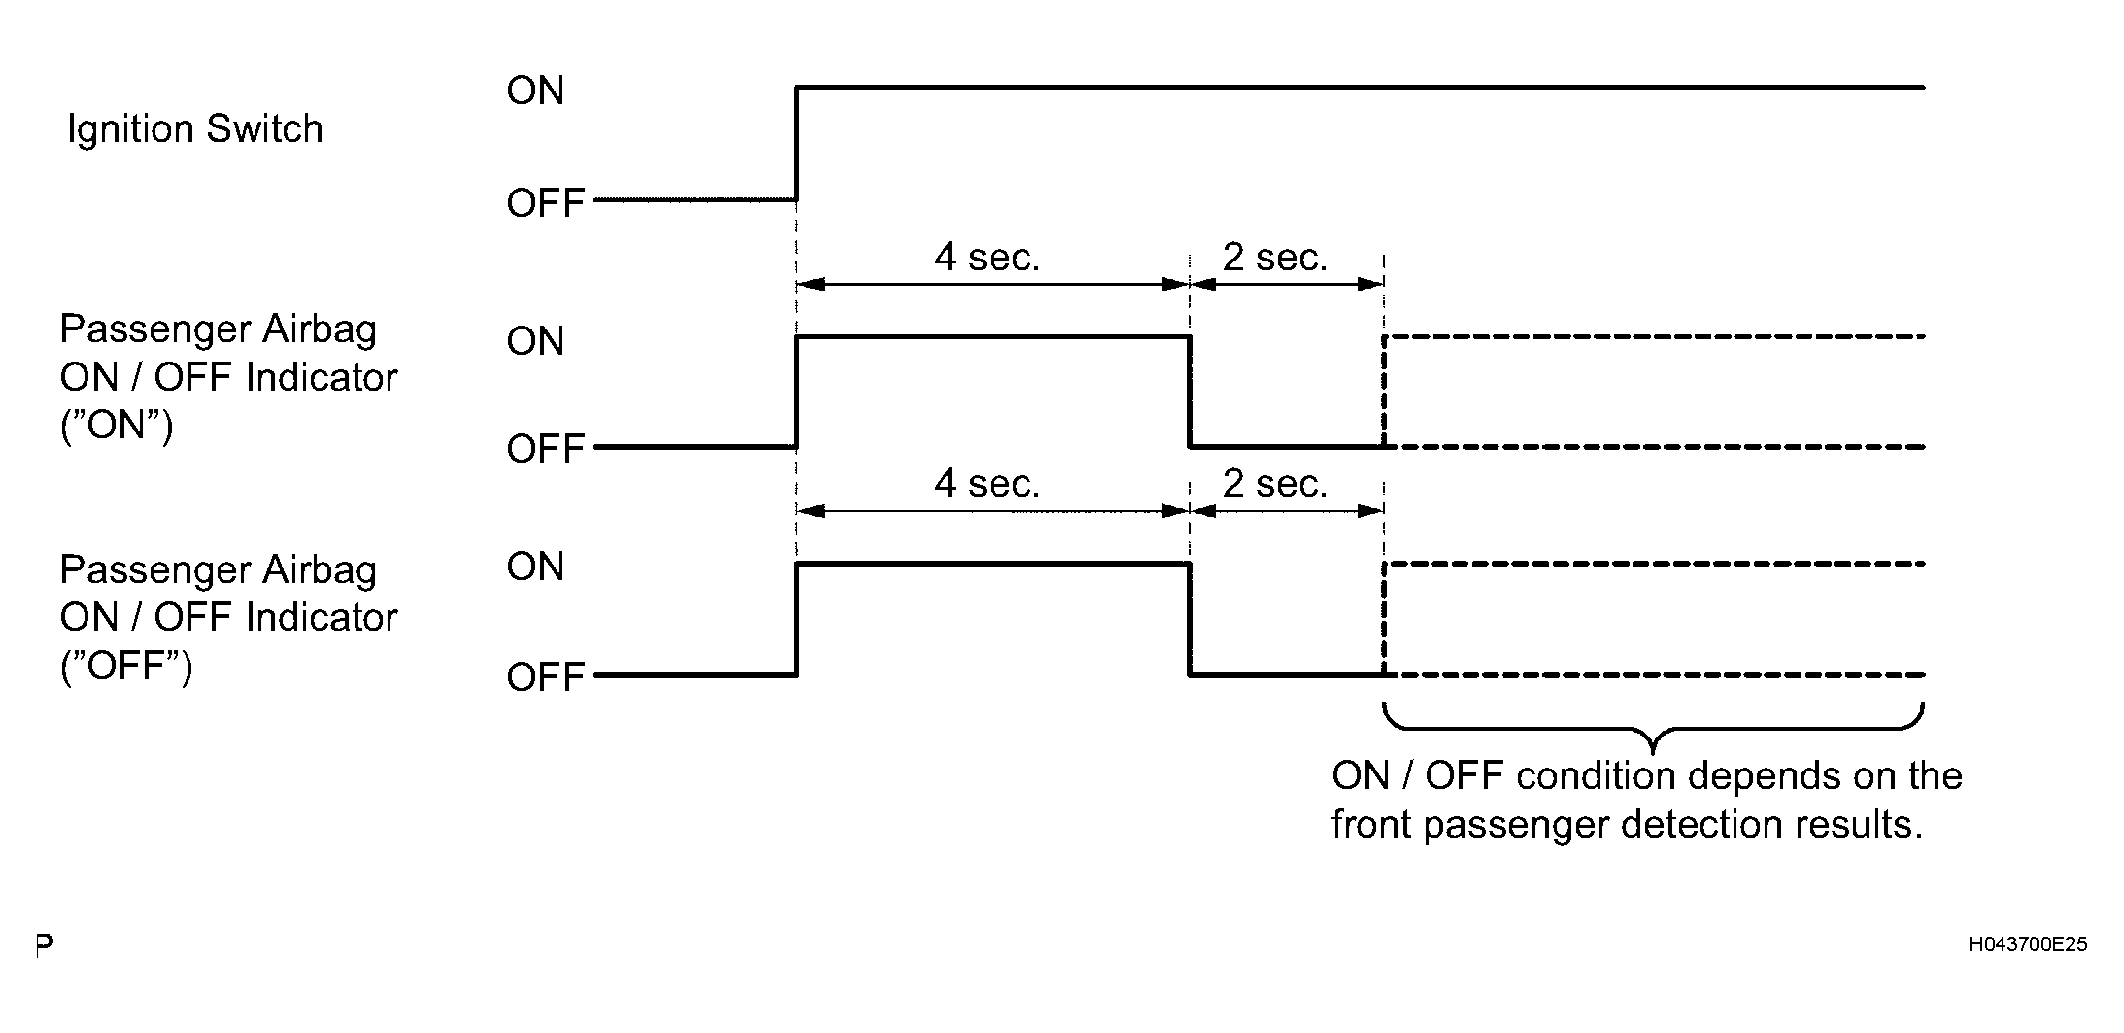 ON
Ignition Switch
OFF
4 sec. 2 sec.
Passenger Airbag
ON / OFF Indicator
(”ON”)
ON
OFF
4 sec. 2 sec.
Passenger Airbag
ON / OFF Indicator
(”OFF”)
ON
OFF
ON / OFF condition depends on the
front passenger detection results.
P
H043700E25